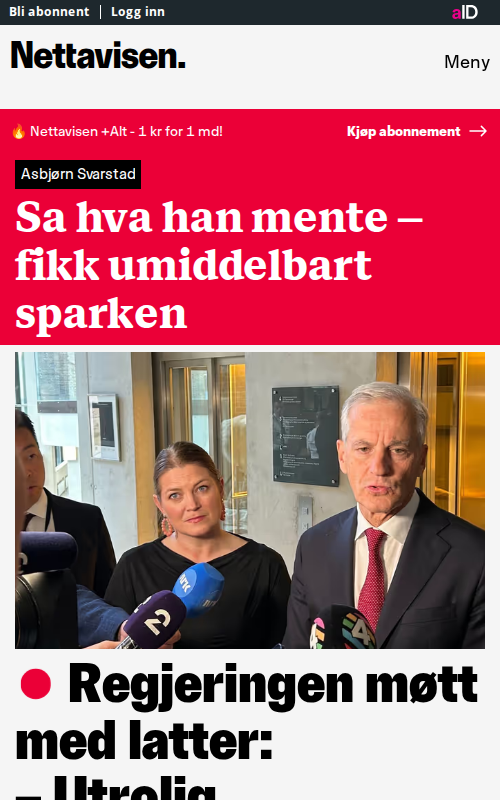 Bli abonnent | Logg inn
aID
Nettavisen.
Meny
🔥 Nettavisen +Alt - 1 kr for 1 md!
Kjøp abonnement →
Asbjørn Svarstad
Sa hva han mente –
fikk umiddelbart
sparken
nrk
2
4
Regjeringen møtt
med latter:
– Utrolig